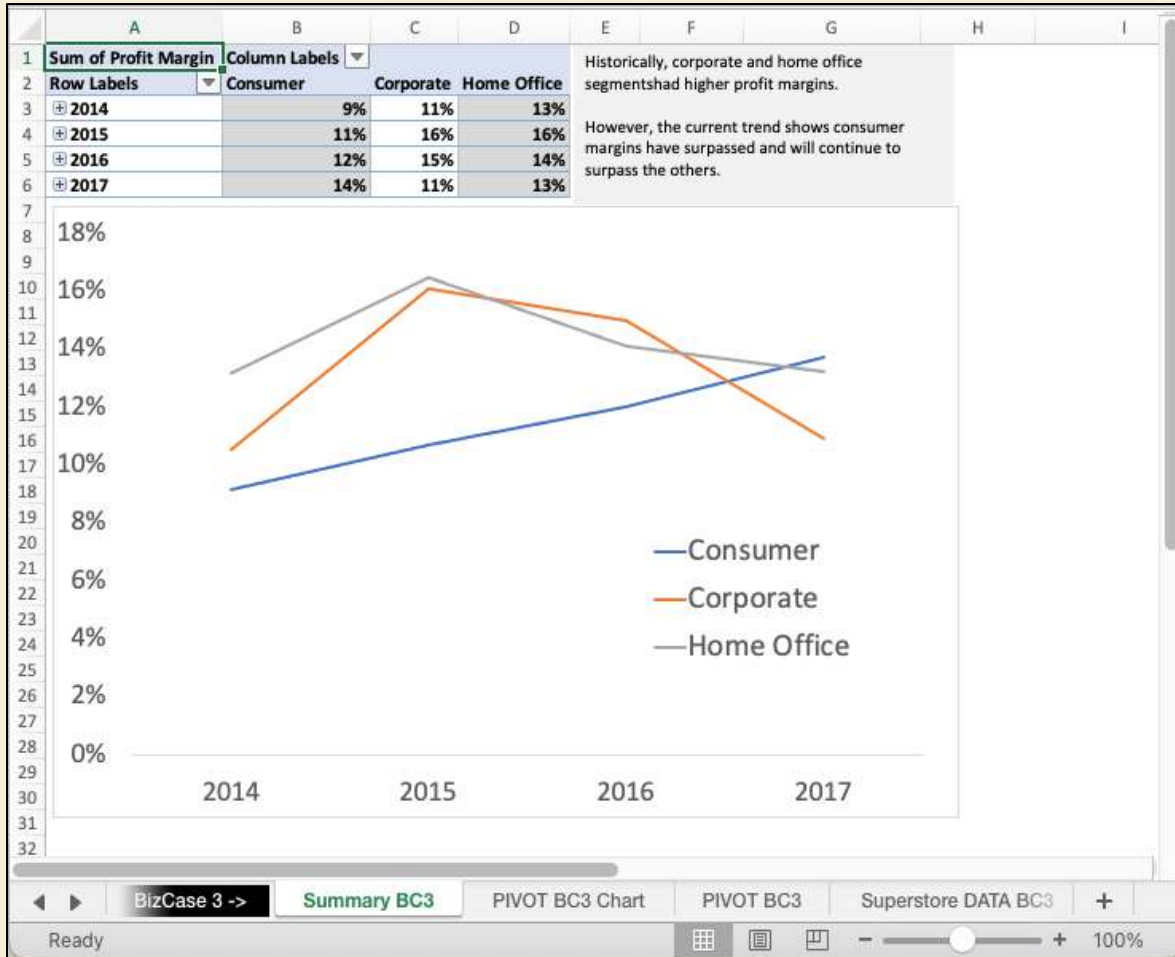 A B C D E F G H I
1 Sum of Profit Margin Column Labels
2 Row Labels Consumer Corporate Home Office
3 2014 9% 11% 13%
4 2015 11% 16% 16%
5 2016 12% 15% 14%
6 2017 14% 11% 13%
Historically, corporate and home office
segmentshad higher profit margins.
However, the current trend shows consumer
margins have surpassed and will continue to
surpass the others.
7
8
9
10
11
12
13
14
15
16
17
18
19
20
21
22
23
24
25
26
27
28
29
30
31
32
18%
16%
14%
12%
10%
8%
6%
4%
2%
0%
Consumer
Corporate
Home Office
2014 2015 2016 2017
BizCase 3 -> Summary BC3 PIVOT BC3 Chart PIVOT BC3 Superstore DATA BC3 +
Ready - + 100%